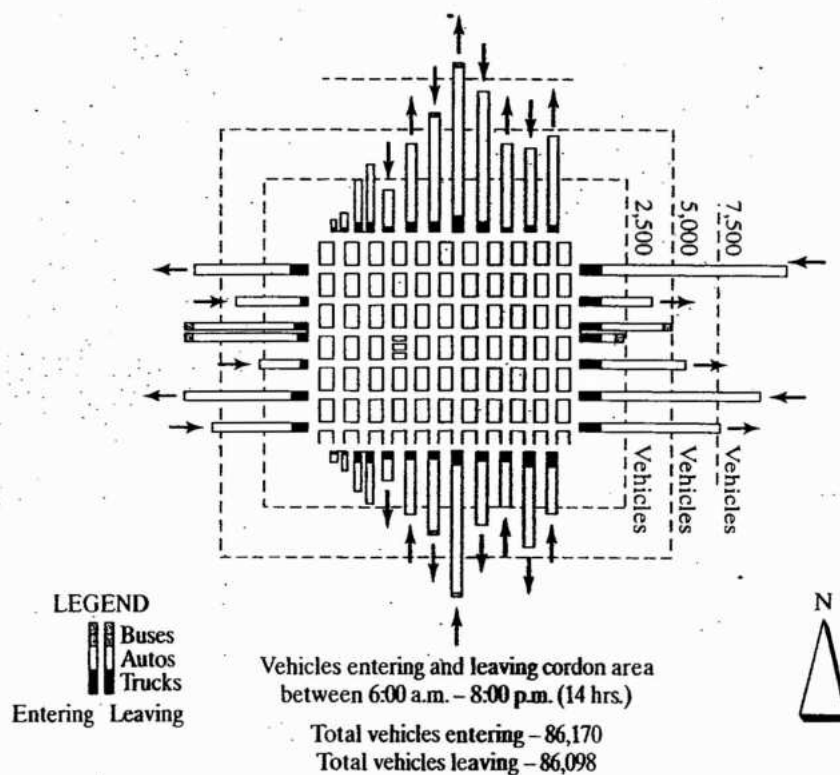 2,500
5,000
7,500
Vehicles
Vehicles
Vehicles
LEGEND
Buses
Autos
Trucks
Entering Leaving
N
Vehicles entering and leaving cordon area
between 6:00 a.m. – 8:00 p.m. (14 hrs.)
Total vehicles entering – 86,170
Total vehicles leaving – 86,098